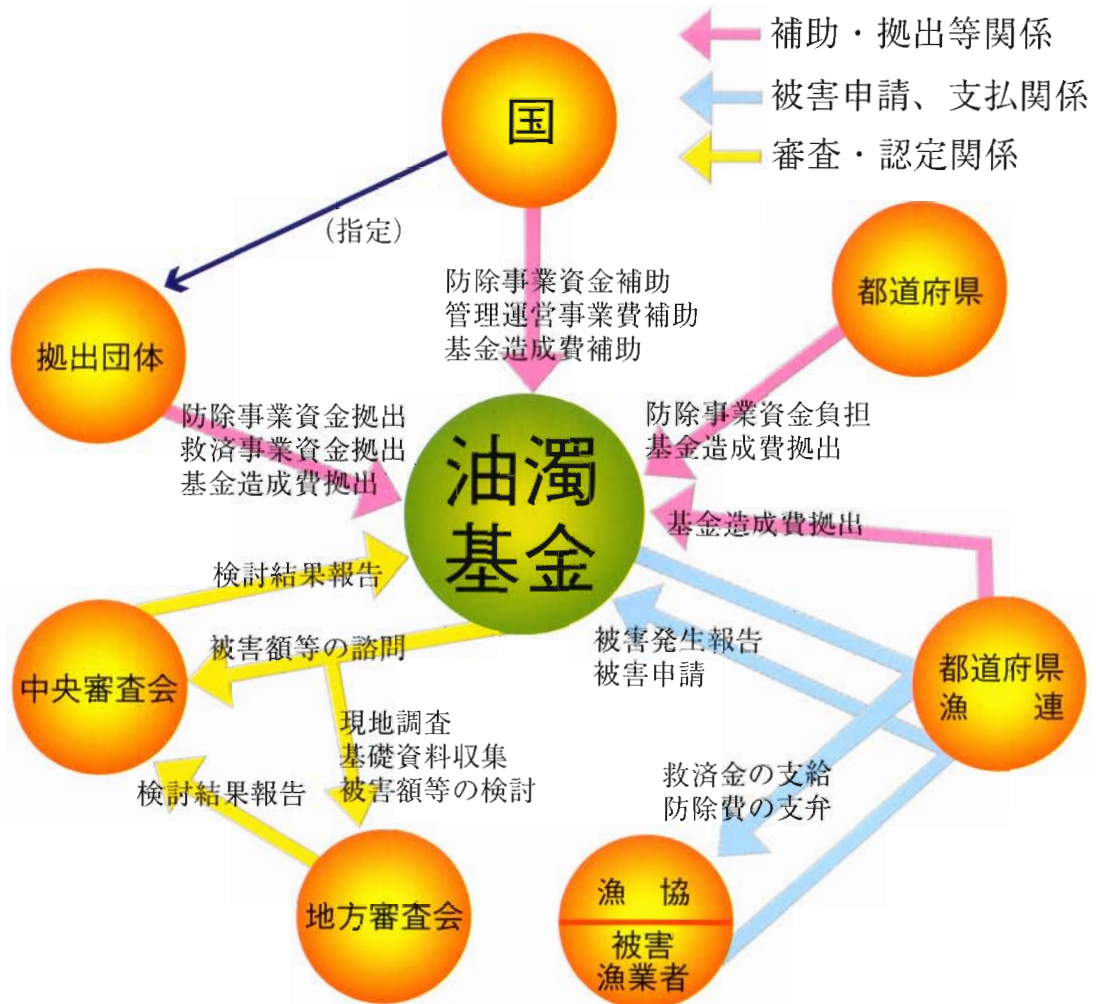 補助・拠出等関係
被害申請、支払関係
審査・認定関係
国
(指定)
防除事業資金補助
管理運営事業費補助
基金造成費補助
都道府県
拠出団体
防除事業資金拠出
救済事業資金拠出
基金造成費拠出
防除事業資金負担
基金造成費拠出
油濁
基金
基金造成費拠出
検討結果報告
被害額等の諮問
中央審査会
被害発生報告
被害申請
都道府県
漁　連
現地調査
基礎資料収集
被害額等の検討
検討結果報告
救済金の支給
防除費の支弁
地方審査会
漁　協
被害
漁業者